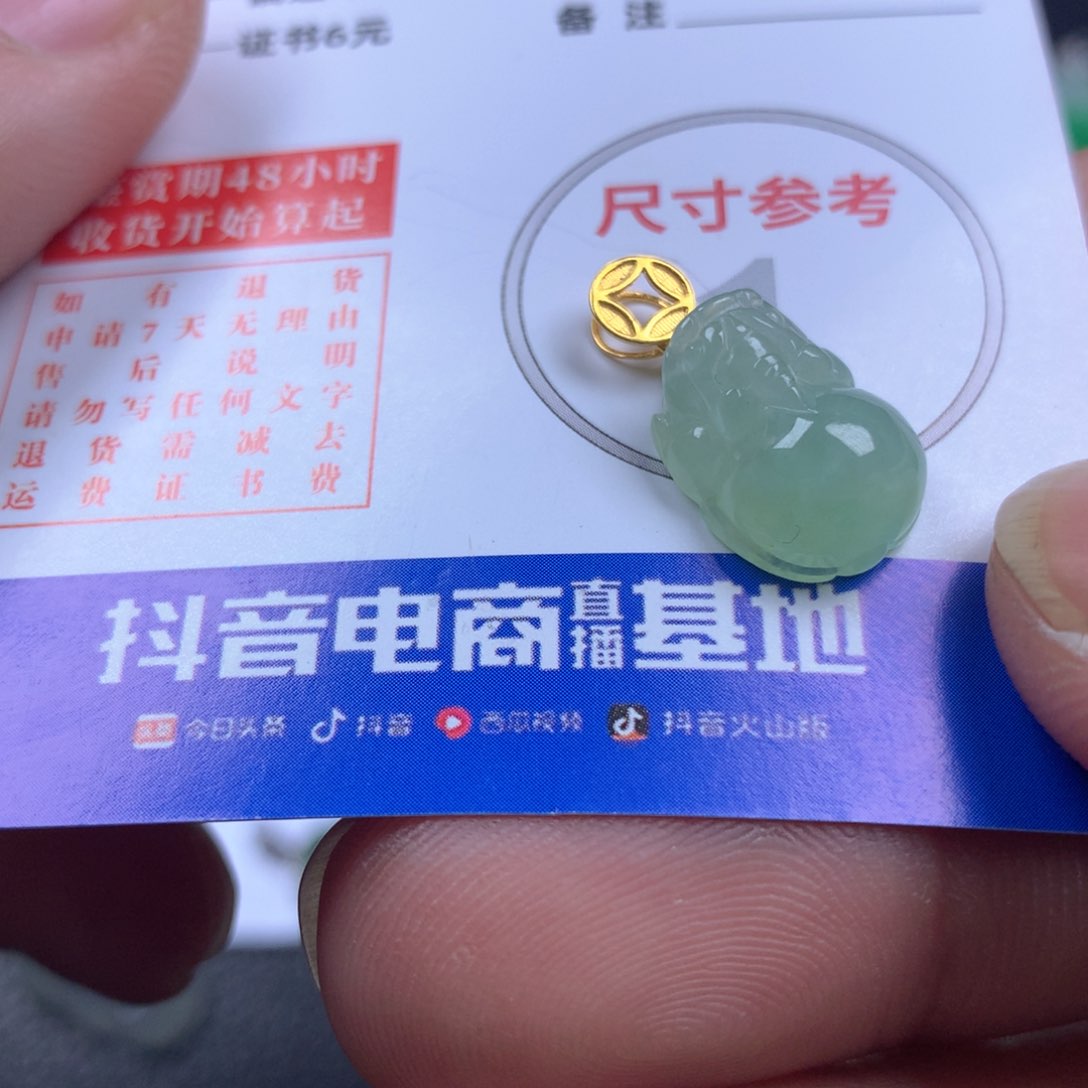 证书6元
备 注
鉴赏期48小时
收货开始算起
如有退货
申请7天无理由
售后说明
请勿写任何文字
退货需减去
运费证书费
尺寸参考
抖音电商直播基地
头条 今日头条 抖音 西瓜视频 抖音火山版